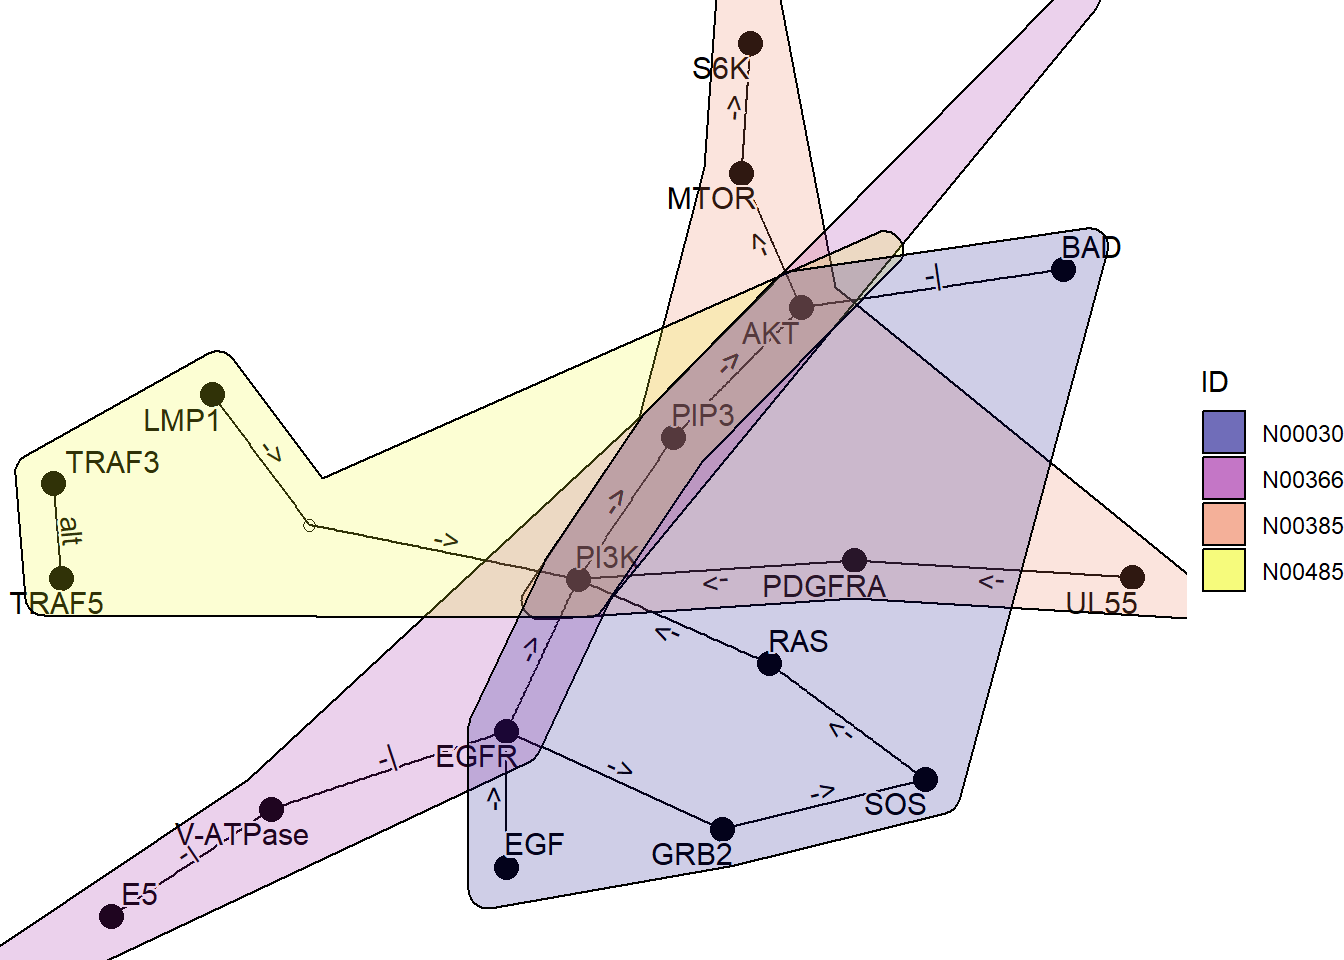 S6K
->
MTOR
->
BAD
-|
AKT
->
PIP3
->
LMP1
->
TRAF3
alt
TRAF5
->
PI3K
<-
PDGFRA
<-
UL55
<-
RAS
->
<-
EGFR
-|
->
->
SOS
V-ATPase
-|
->
EGF
GRB2
E5
ID
N00030
N00366
N00385
N00485